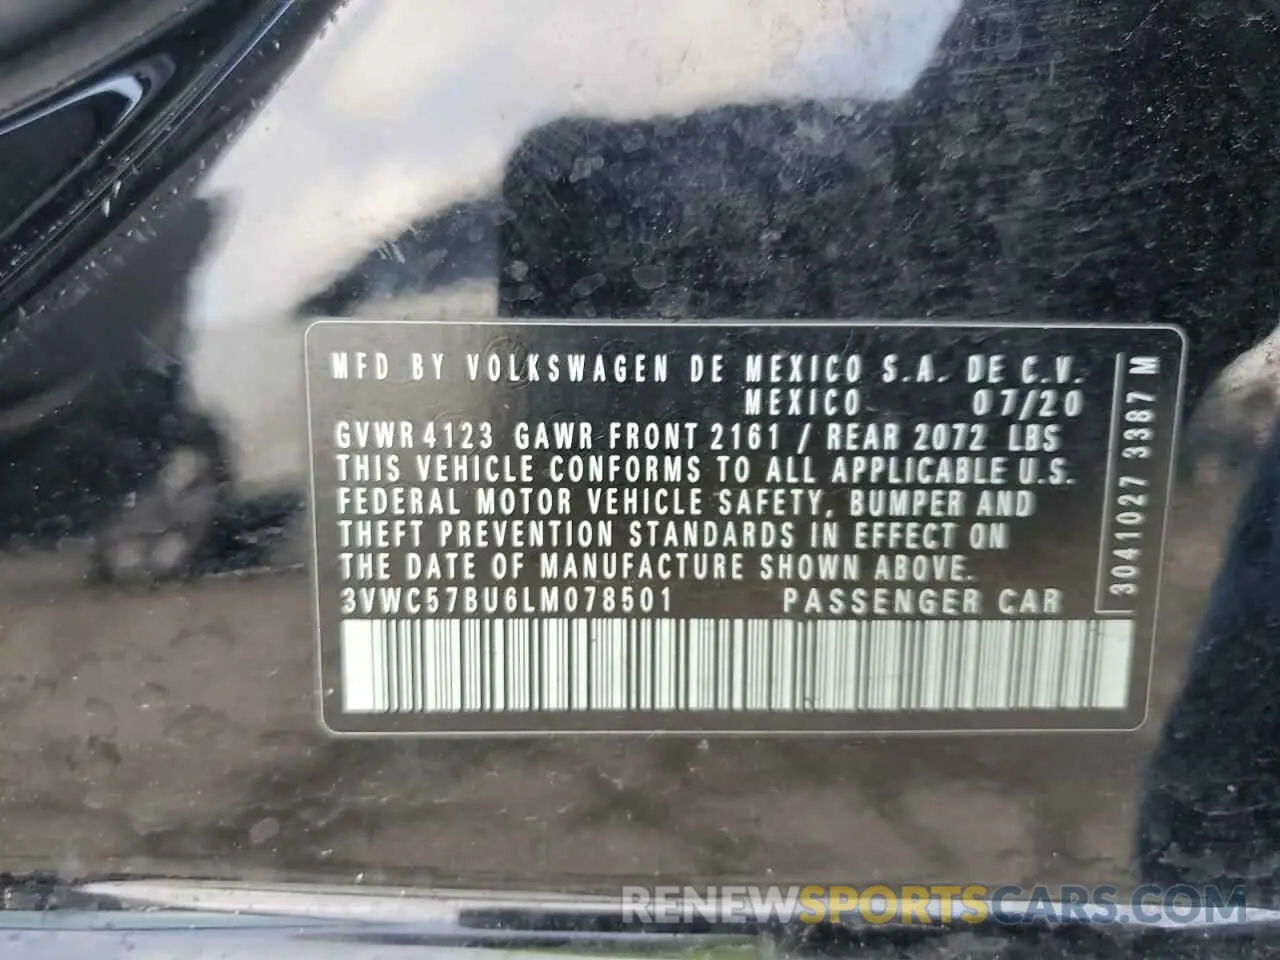 MFD BY VOLKSWAGEN DE MEXICO S.A. DE C.V.
MEXICO 07/20
GVWR 4123 GAWR FRONT 2161 / REAR 2072 LBS
THIS VEHICLE CONFORMS TO ALL APPLICABLE U.S.
FEDERAL MOTOR VEHICLE SAFETY, BUMPER AND
THEFT PREVENTION STANDARDS IN EFFECT ON
THE DATE OF MANUFACTURE SHOWN ABOVE.
3VWC57BU6LM078501 PASSENGER CAR
3041027 3387 M
RENEWSPORTSCARS.COM